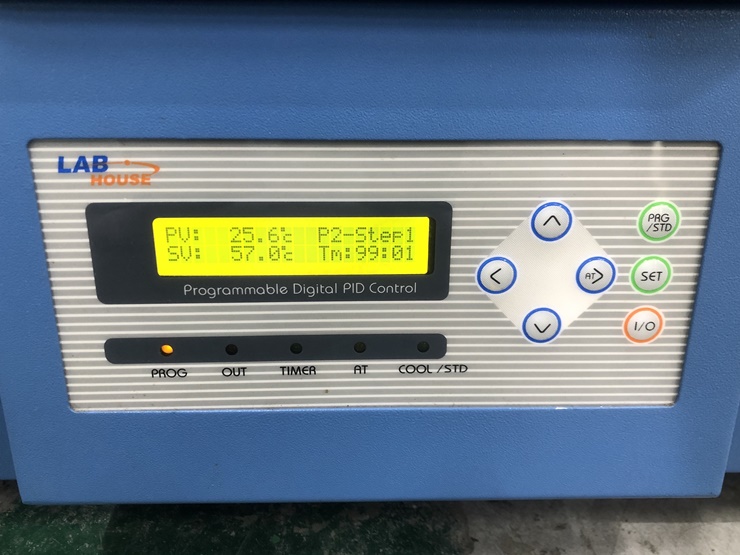 LAB
HOUSE
PV: 25.6℃ P2-Step1
SV: 57.0℃ Tm:99:01
Programmable Digital PID Control
PROG OUT TIMER AT COOL /STD
AT
PRG
/STD
SET
I/O